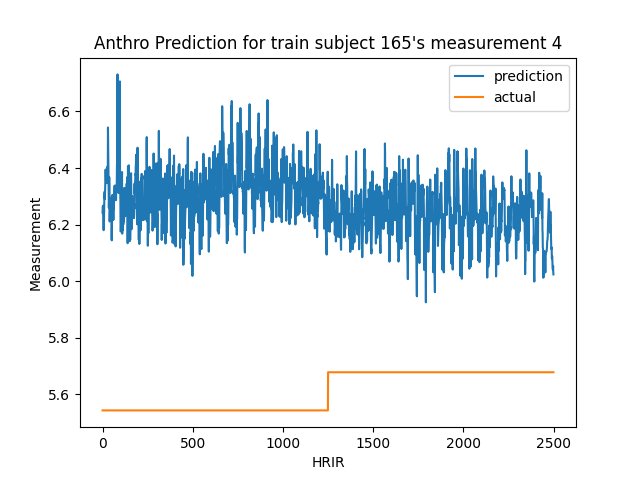 Anthro Prediction for train subject 165's measurement 4
prediction
actual
6.6
6.4
6.2
6.0
5.8
5.6
Measurement
0
500
1000
1500
2000
2500
HRIR